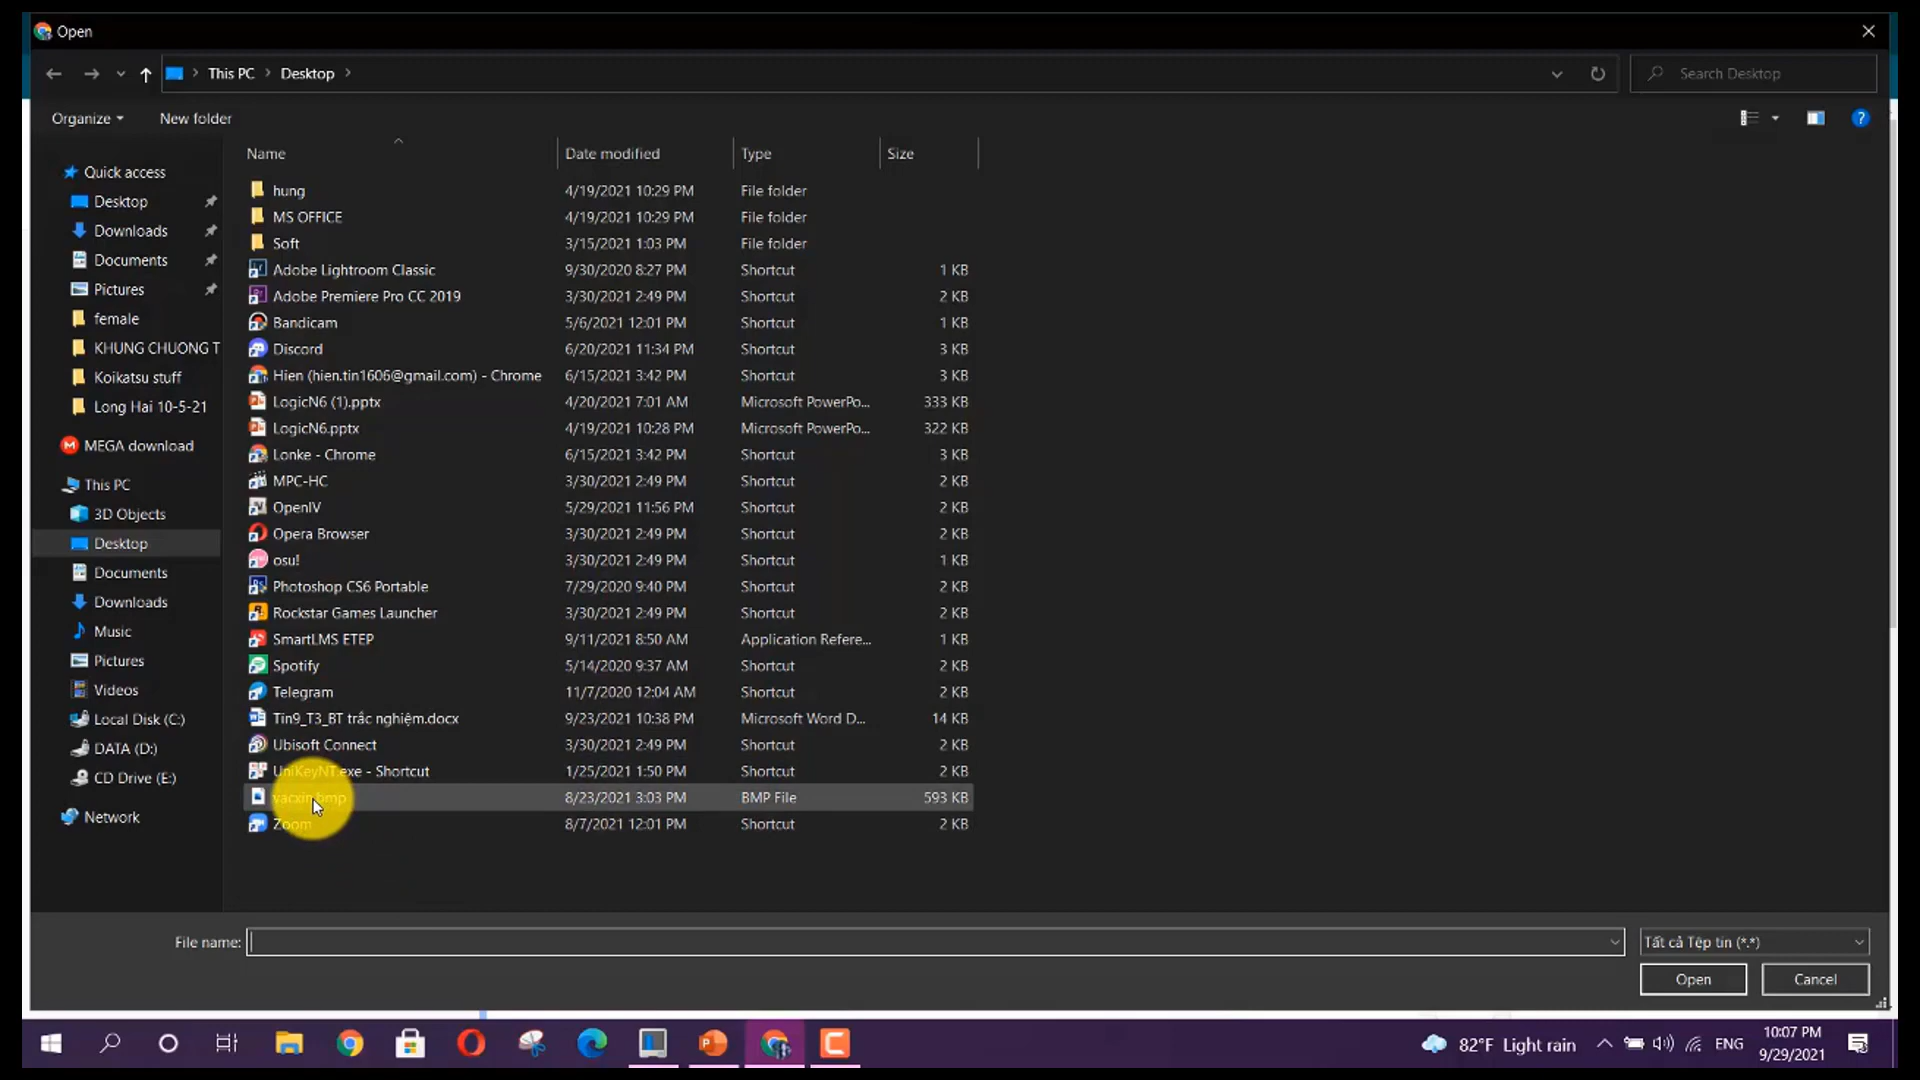 Open
This PC > Desktop >
Search Desktop
Organize
New folder
?
Name Date modified Type Size
Quick access
Desktop
Downloads
Documents
Pictures
female
KHUNG CHUONG T
Koikatsu stuff
Long Hai 10-5-21
M MEGA download
This PC
3D Objects
Desktop
Documents
Downloads
Music
Pictures
Videos
Local Disk (C:)
DATA (D:)
CD Drive (E:)
Network
hung 4/19/2021 10:29 PM File folder
MS OFFICE 4/19/2021 10:29 PM File folder
Soft 3/15/2021 1:03 PM File folder
Adobe Lightroom Classic 9/30/2020 8:27 PM Shortcut 1 KB
Adobe Premiere Pro CC 2019 3/30/2021 2:49 PM Shortcut 2 KB
Bandicam 5/6/2021 12:01 PM Shortcut 1 KB
Discord 6/20/2021 11:34 PM Shortcut 3 KB
Hien (hien.tin1606@gmail.com) - Chrome 6/15/2021 3:42 PM Shortcut 3 KB
LogicN6 (1).pptx 4/20/2021 7:01 AM Microsoft PowerPo... 333 KB
LogicN6.pptx 4/19/2021 10:28 PM Microsoft PowerPo... 322 KB
Lonke - Chrome 6/15/2021 3:42 PM Shortcut 3 KB
MPC-HC 3/30/2021 2:49 PM Shortcut 2 KB
OpenIV 5/29/2021 11:56 PM Shortcut 2 KB
Opera Browser 3/30/2021 2:49 PM Shortcut 2 KB
osu! 3/30/2021 2:49 PM Shortcut 1 KB
Photoshop CS6 Portable 7/29/2020 9:40 PM Shortcut 2 KB
Rockstar Games Launcher 3/30/2021 2:49 PM Shortcut 2 KB
SmartLMS ETEP 9/11/2021 8:50 AM Application Refere... 1 KB
Spotify 5/14/2020 9:37 AM Shortcut 2 KB
Telegram 11/7/2020 12:04 AM Shortcut 2 KB
Tin9_T3_BT trắc nghiệm.docx 9/23/2021 10:38 PM Microsoft Word D... 14 KB
Ubisoft Connect 3/30/2021 2:49 PM Shortcut 2 KB
UniKeyNT.exe - Shortcut 1/25/2021 1:50 PM Shortcut 2 KB
vacxin.bmp 8/23/2021 3:03 PM BMP File 593 KB
Zoom 8/7/2021 12:01 PM Shortcut 2 KB
File name:
Tất cả Tệp tin (*.*)
Open Cancel
82°F Light rain ENG 10:07 PM
9/29/2021